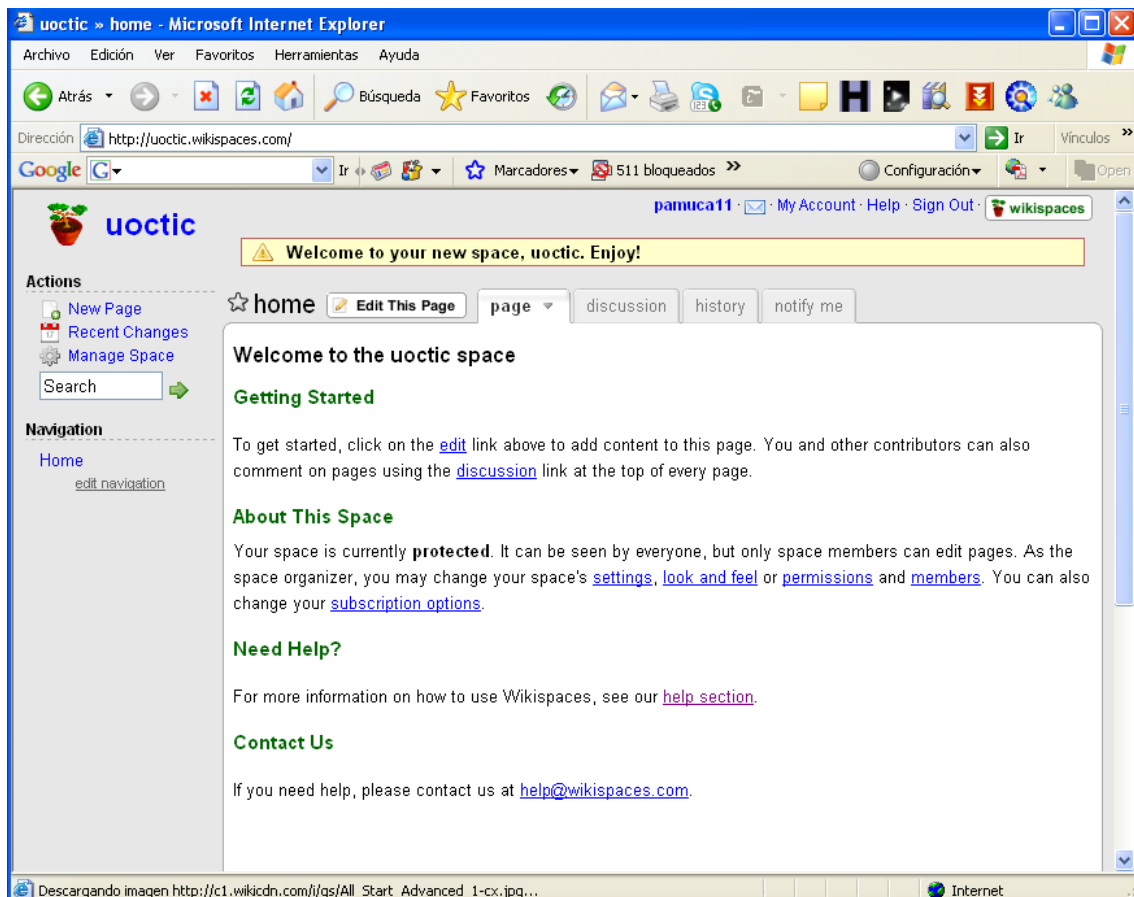 uoctic » home - Microsoft Internet Explorer
Archivo Edición Ver Favoritos Herramientas Ayuda
Atrás Búsqueda Favoritos
Dirección http://uoctic.wikispaces.com/ Ir Vínculos »
Google G Ir Marcadores 511 bloqueados » Configuración Open
pamuca11 · · My Account · Help · Sign Out · wikispaces
uoctic
Welcome to your new space, uoctic. Enjoy!
Actions
New Page
Recent Changes
Manage Space
Search
Navigation
Home
edit navigation
home Edit This Page page discussion history notify me
Welcome to the uoctic space
Getting Started
To get started, click on the edit link above to add content to this page. You and other contributors can also
comment on pages using the discussion link at the top of every page.
About This Space
Your space is currently protected. It can be seen by everyone, but only space members can edit pages. As the
space organizer, you may change your space's settings, look and feel or permissions and members. You can also
change your subscription options.
Need Help?
For more information on how to use Wikispaces, see our help section.
Contact Us
If you need help, please contact us at help@wikispaces.com.
Descargando imagen http://c1.wikicdn.com/i/gs/All_Start_Advanced_1-cx.jpg... Internet